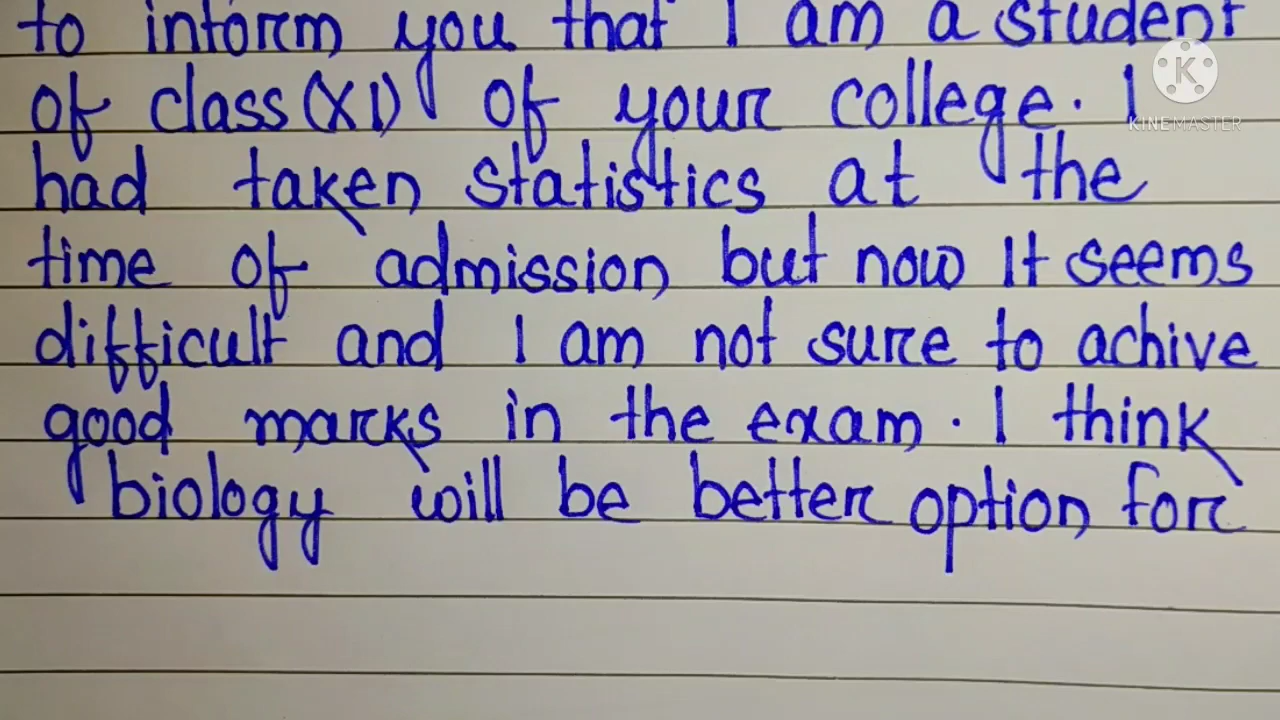 to inform you that I am a student
of class(XI) of your college. I
KINEMASTER
had taken statistics at the
time of admission but now It seems
difficult and I am not sure to achive
good marks in the exam. I think
biology will be better option for